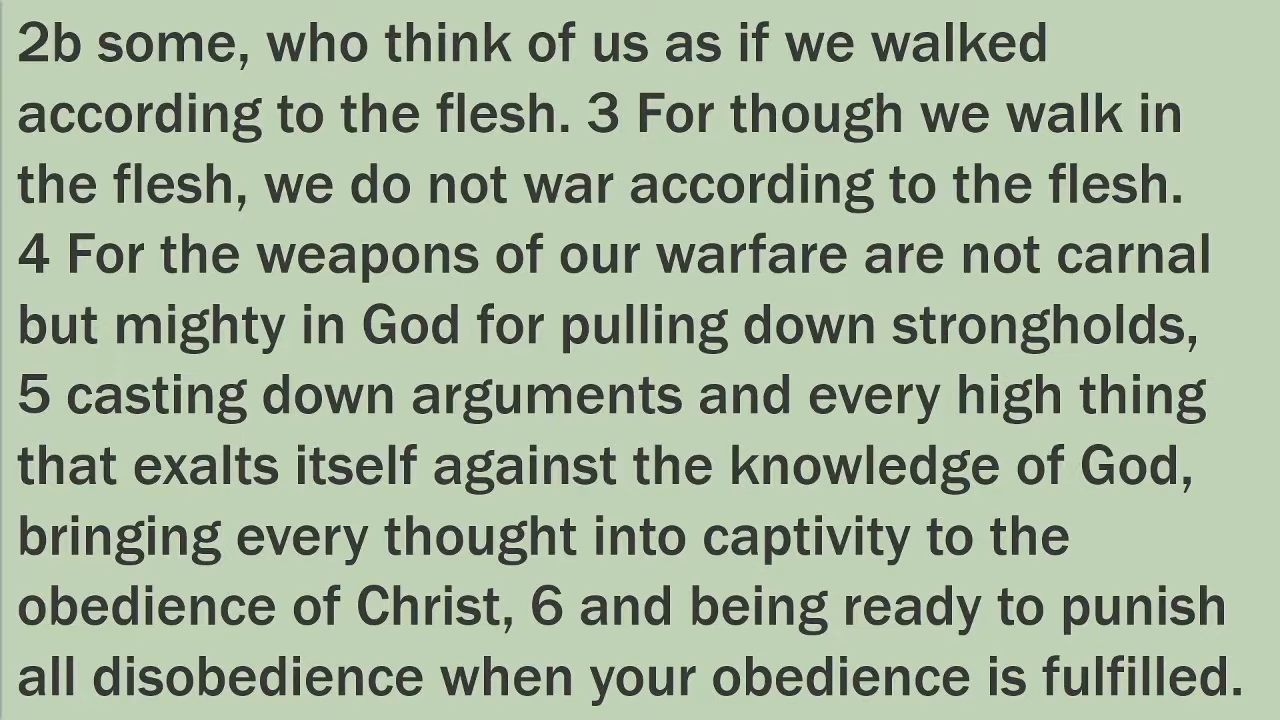 2b some, who think of us as if we walked
according to the flesh. 3 For though we walk in
the flesh, we do not war according to the flesh.
4 For the weapons of our warfare are not carnal
but mighty in God for pulling down strongholds,
5 casting down arguments and every high thing
that exalts itself against the knowledge of God,
bringing every thought into captivity to the
obedience of Christ, 6 and being ready to punish
all disobedience when your obedience is fulfilled.